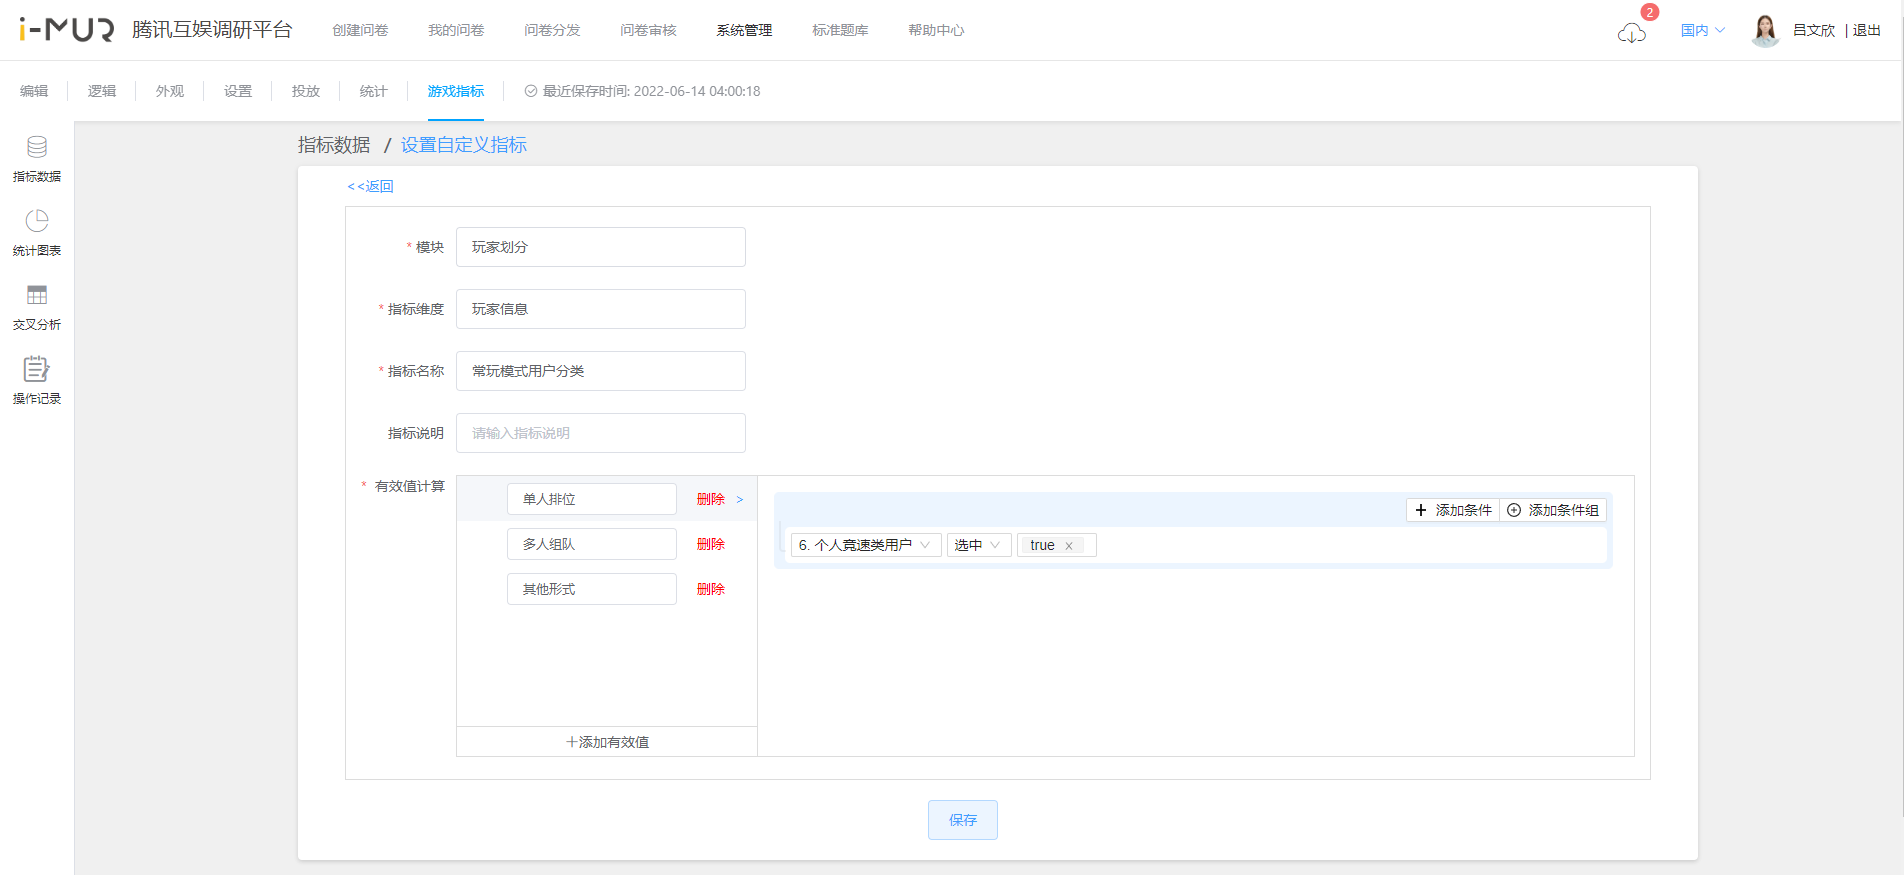 i-MUR 腾讯互娱调研平台 创建问卷 我的问卷 问卷分发 问卷审核 系统管理 标准题库 帮助中心 2 国内 吕文欣 | 退出
编辑 逻辑 外观 设置 投放 统计 游戏指标 最近保存时间: 2022-06-14 04:00:18
指标数据
统计图表
交叉分析
操作记录
指标数据 / 设置自定义指标
<<返回
* 模块 玩家划分
* 指标维度 玩家信息
* 指标名称 常玩模式用户分类
指标说明 请输入指标说明
* 有效值计算
单人排位 删除 >
多人组队 删除
其他形式 删除
+添加有效值
+ 添加条件 添加条件组
6. 个人竞速类用户 选中 true x
保存